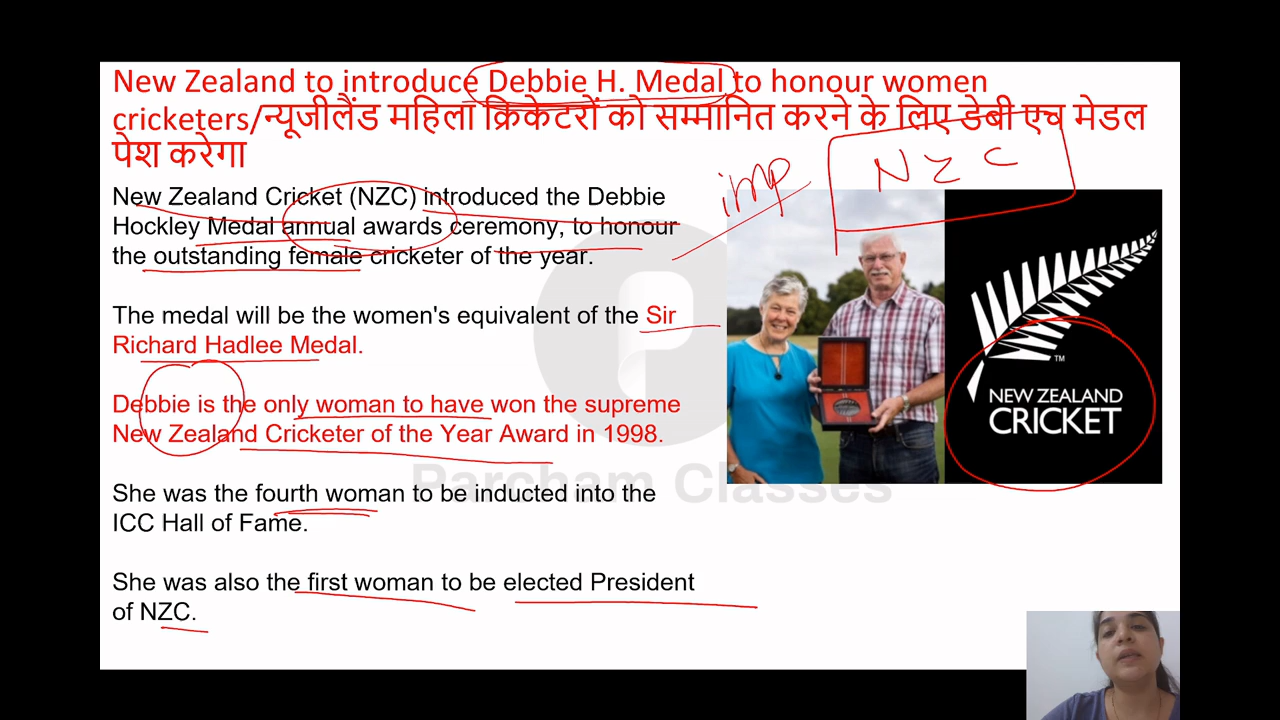 New Zealand to introduce Debbie H. Medal to honour women
cricketers/न्यूजीलैंड महिला क्रिकेटरों को सम्मानित करने के लिए डेबी एच मेडल
पेश करेगा
imp
NZC
New Zealand Cricket (NZC) introduced the Debbie
Hockley Medal annual awards ceremony, to honour
the outstanding female cricketer of the year.
The medal will be the women's equivalent of the Sir
Richard Hadlee Medal.
Debbie is the only woman to have won the supreme
New Zealand Cricketer of the Year Award in 1998.
She was the fourth woman to be inducted into the
ICC Hall of Fame.
She was also the first woman to be elected President
of NZC.
TM
NEW ZEALAND
CRICKET
Parcham Classes